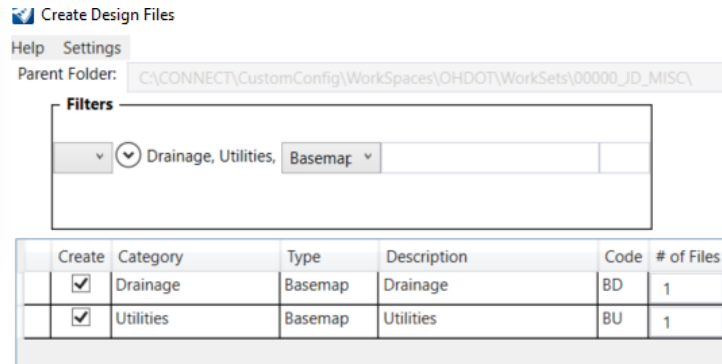 Create Design Files
Help Settings
Parent Folder: C:\CONNECT\CustomConfig\WorkSpaces\OHDOT\WorkSets\00000_JD_MISC\
Filters
Drainage, Utilities, Basemap
Create Category Type Description Code # of Files
Drainage Basemap Drainage BD 1
Utilities Basemap Utilities BU 1